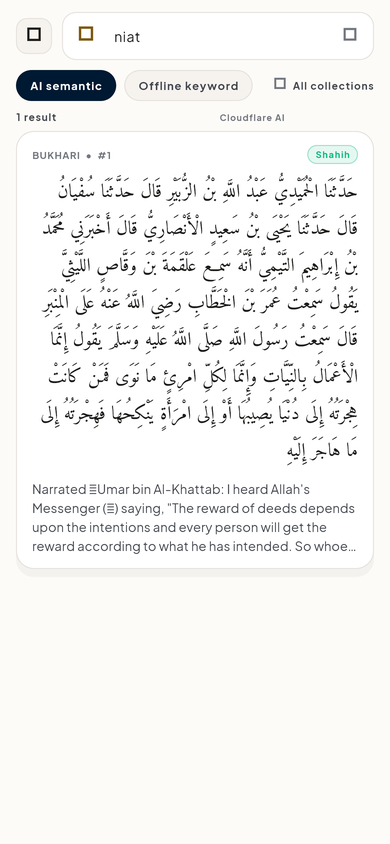 niat
AI semantic Offline keyword All collections
1 result Cloudflare AI
BUKHARI • #1 Shahih
حَدَّثَنَا الْحُمَيْدِيُّ عَبْدُ اللَّهِ بْنُ الزُّبَيْرِ قَالَ حَدَّثَنَا سُفْيَانُ
قَالَ حَدَّثَنَا يَحْيَى بْنُ سَعِيدٍ الْأَنْصَارِيُّ قَالَ أَخْبَرَنِي مُحَمَّدُ
بْنُ إِبْرَاهِيمَ التَّيْمِيُّ أَنَّهُ سَمِعَ عَلْقَمَةَ بْنَ وَقَّاصٍ اللَّيْثِيَّ
يَقُولُ سَمِعْتُ عُمَرَ بْنَ الْخَطَّابِ رَضِيَ اللَّهُ عَنْهُ عَلَى الْمِنْبَرِ
قَالَ سَمِعْتُ رَسُولَ اللَّهِ صَلَّى اللَّهُ عَلَيْهِ وَسَلَّمَ يَقُولُ إِنَّمَا
الْأَعْمَالُ بِالنِّيَّاتِ وَإِنَّمَا لِكُلِّ امْرِئٍ مَا نَوَى فَمَنْ كَانَتْ
هِجْرَتُهُ إِلَى دُنْيَا يُصِيبُهَا أَوْ إِلَى امْرَأَةٍ يَنْكِحُهَا فَهِجْرَتُهُ إِلَى
مَا هَاجَرَ إِلَيْهِ
Narrated Umar bin Al-Khattab: I heard Allah's
Messenger () saying, "The reward of deeds depends
upon the intentions and every person will get the
reward according to what he has intended. So whoe…